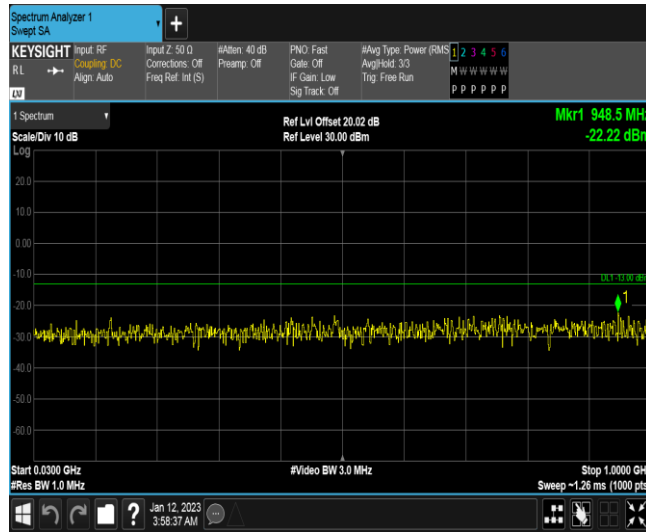 Spectrum Analyzer 1
Swept SA
+
KEYSIGHT
RL
LXI
Input: RF
Coupling: DC
Align: Auto
Input Z: 50 Ω
Corrections: Off
Freq Ref: Int (S)
#Atten: 40 dB
Preamp: Off
PNO: Fast
Gate: Off
IF Gain: Low
Sig Track: Off
#Avg Type: Power (RMS
Avg|Hold: 3/3
Trig: Free Run
1 2 3 4 5 6
M W W W W W
P P P P P P
1 Spectrum
Scale/Div 10 dB
Log
Ref Lvl Offset 20.02 dB
Ref Level 30.00 dBm
Mkr1 948.5 MHz
-22.22 dBm
20.0
10.0
0.00
-10.0
-20.0
-30.0
-40.0
-50.0
-60.0
DL1 -13.00 dBm
1
Start 0.0300 GHz
#Res BW 1.0 MHz
#Video BW 3.0 MHz
Stop 1.0000 GHz
Sweep ~1.26 ms (1000 pts)
?
Jan 12, 2023
3:58:37 AM